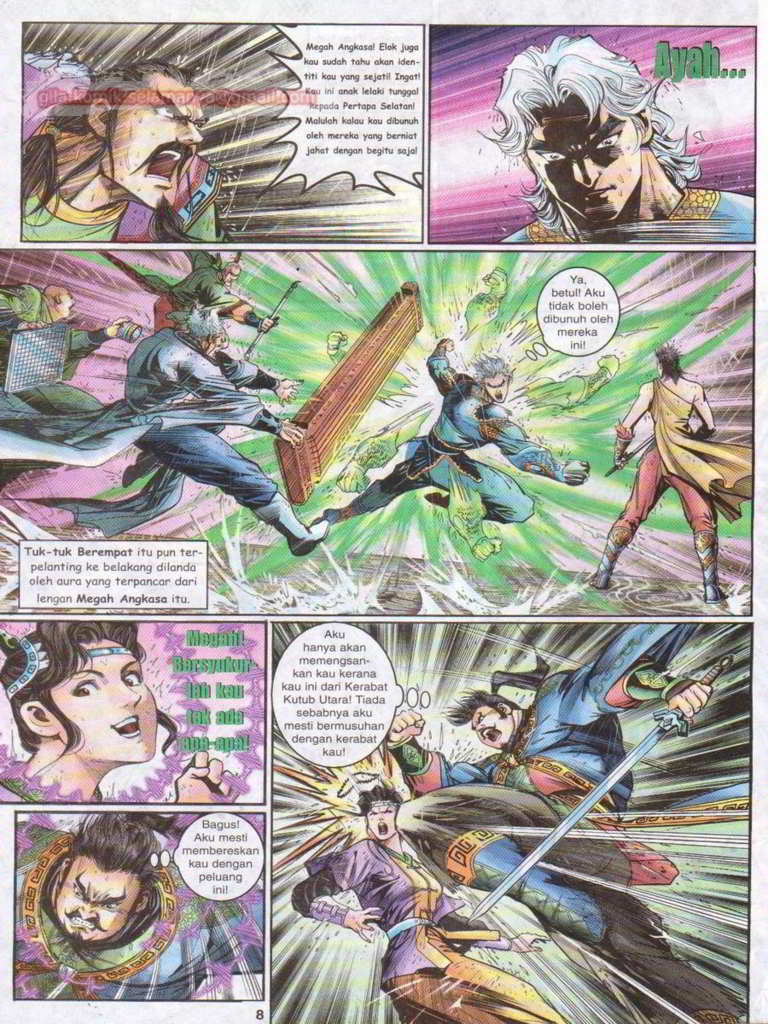 Megah Angkasa! Elok juga
kau sudah tahu akan iden-
titi kau yang sejati! Ingat!
Kau ini anak lelaki tunggal
kepada Pertapa Selatan!
Malulah kalau kau dibunuh
oleh mereka yang berniat
jahat dengan begitu saja!
Ayah...
Ya,
betul! Aku
tidak boleh
dibunuh oleh
mereka
ini!
Tuk-tuk Berempat itu pun ter-
pelanting ke belakang dilanda
oleh aura yang terpancar dari
lengan Megah Angkasa itu.
Megah!
Bersyukur-
lah kau
tak ada
apa-apa!
Aku
hanya akan
memengsan-
kan kau kerana
kau ini dari Kerabat
Kutub Utara! Tiada
sebabnya aku
mesti bermusuhan
dengan kerabat
kau!
Bagus!
Aku mesti
membereskan
kau dengan
peluang
ini!
8